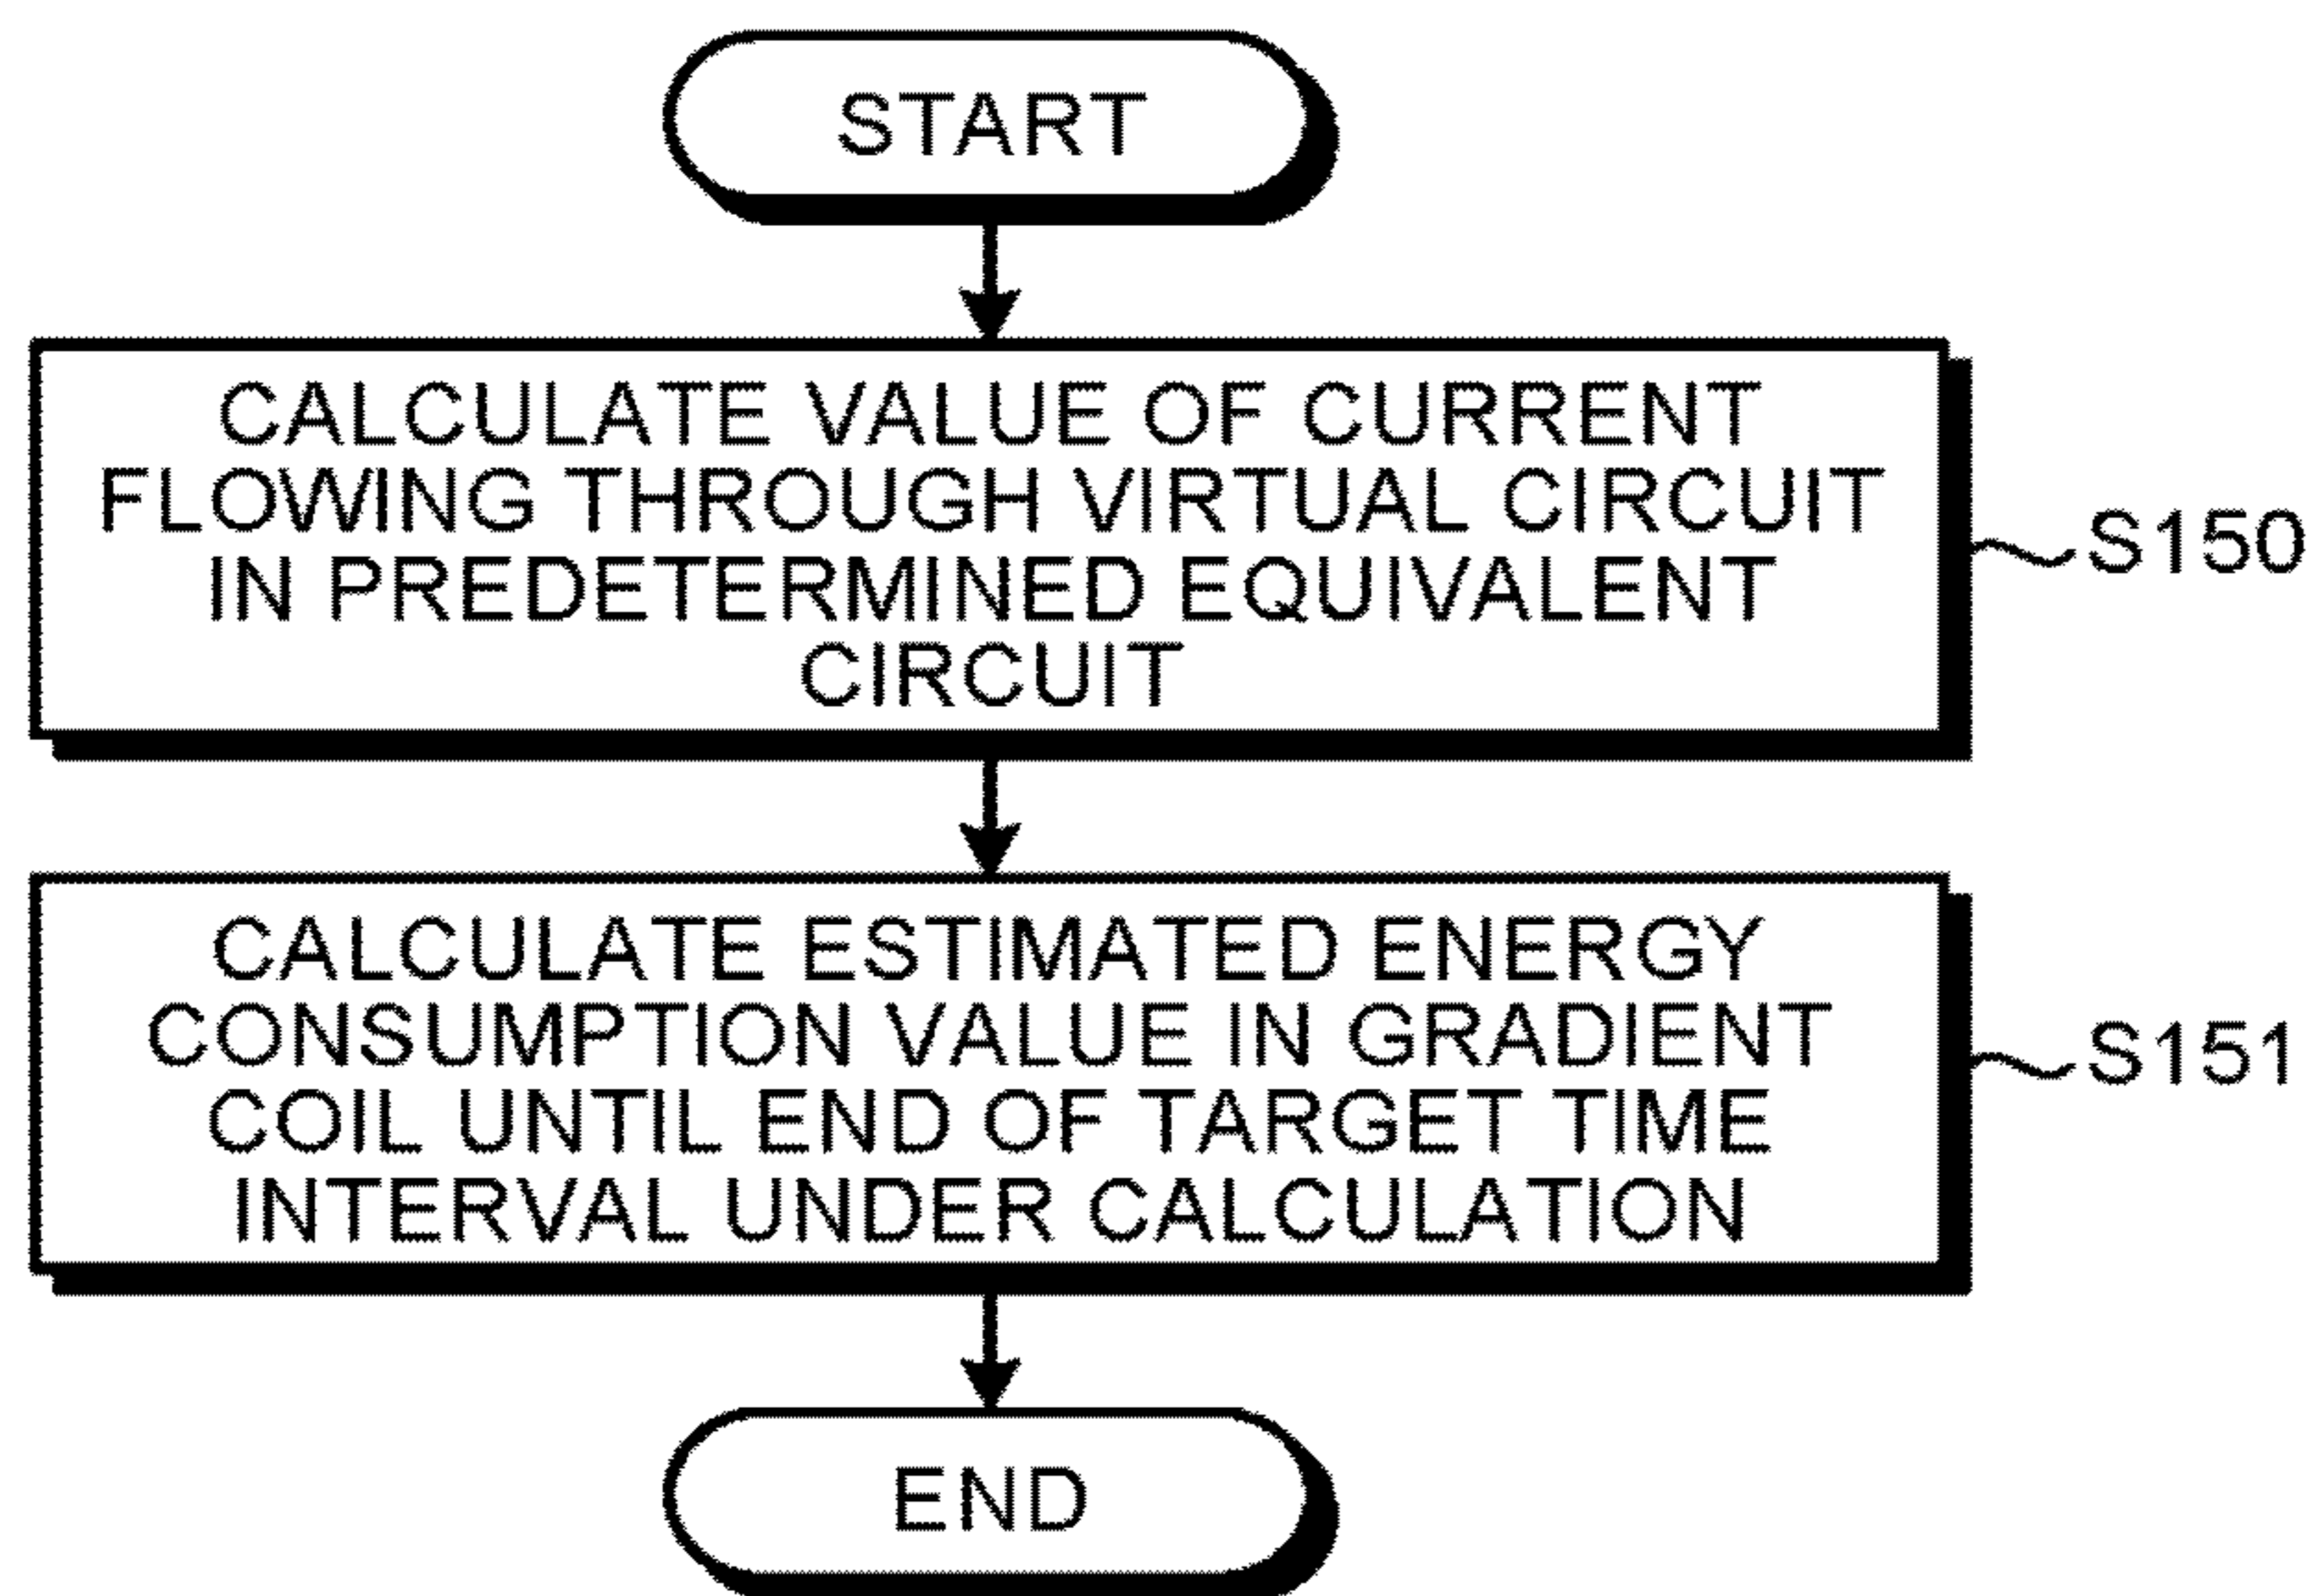 START
CALCULATE VALUE OF CURRENT
FLOWING THROUGH VIRTUAL CIRCUIT
IN PREDETERMINED EQUIVALENT
CIRCUIT
S150
CALCULATE ESTIMATED ENERGY
CONSUMPTION VALUE IN GRADIENT
COIL UNTIL END OF TARGET TIME
INTERVAL UNDER CALCULATION
S151
END